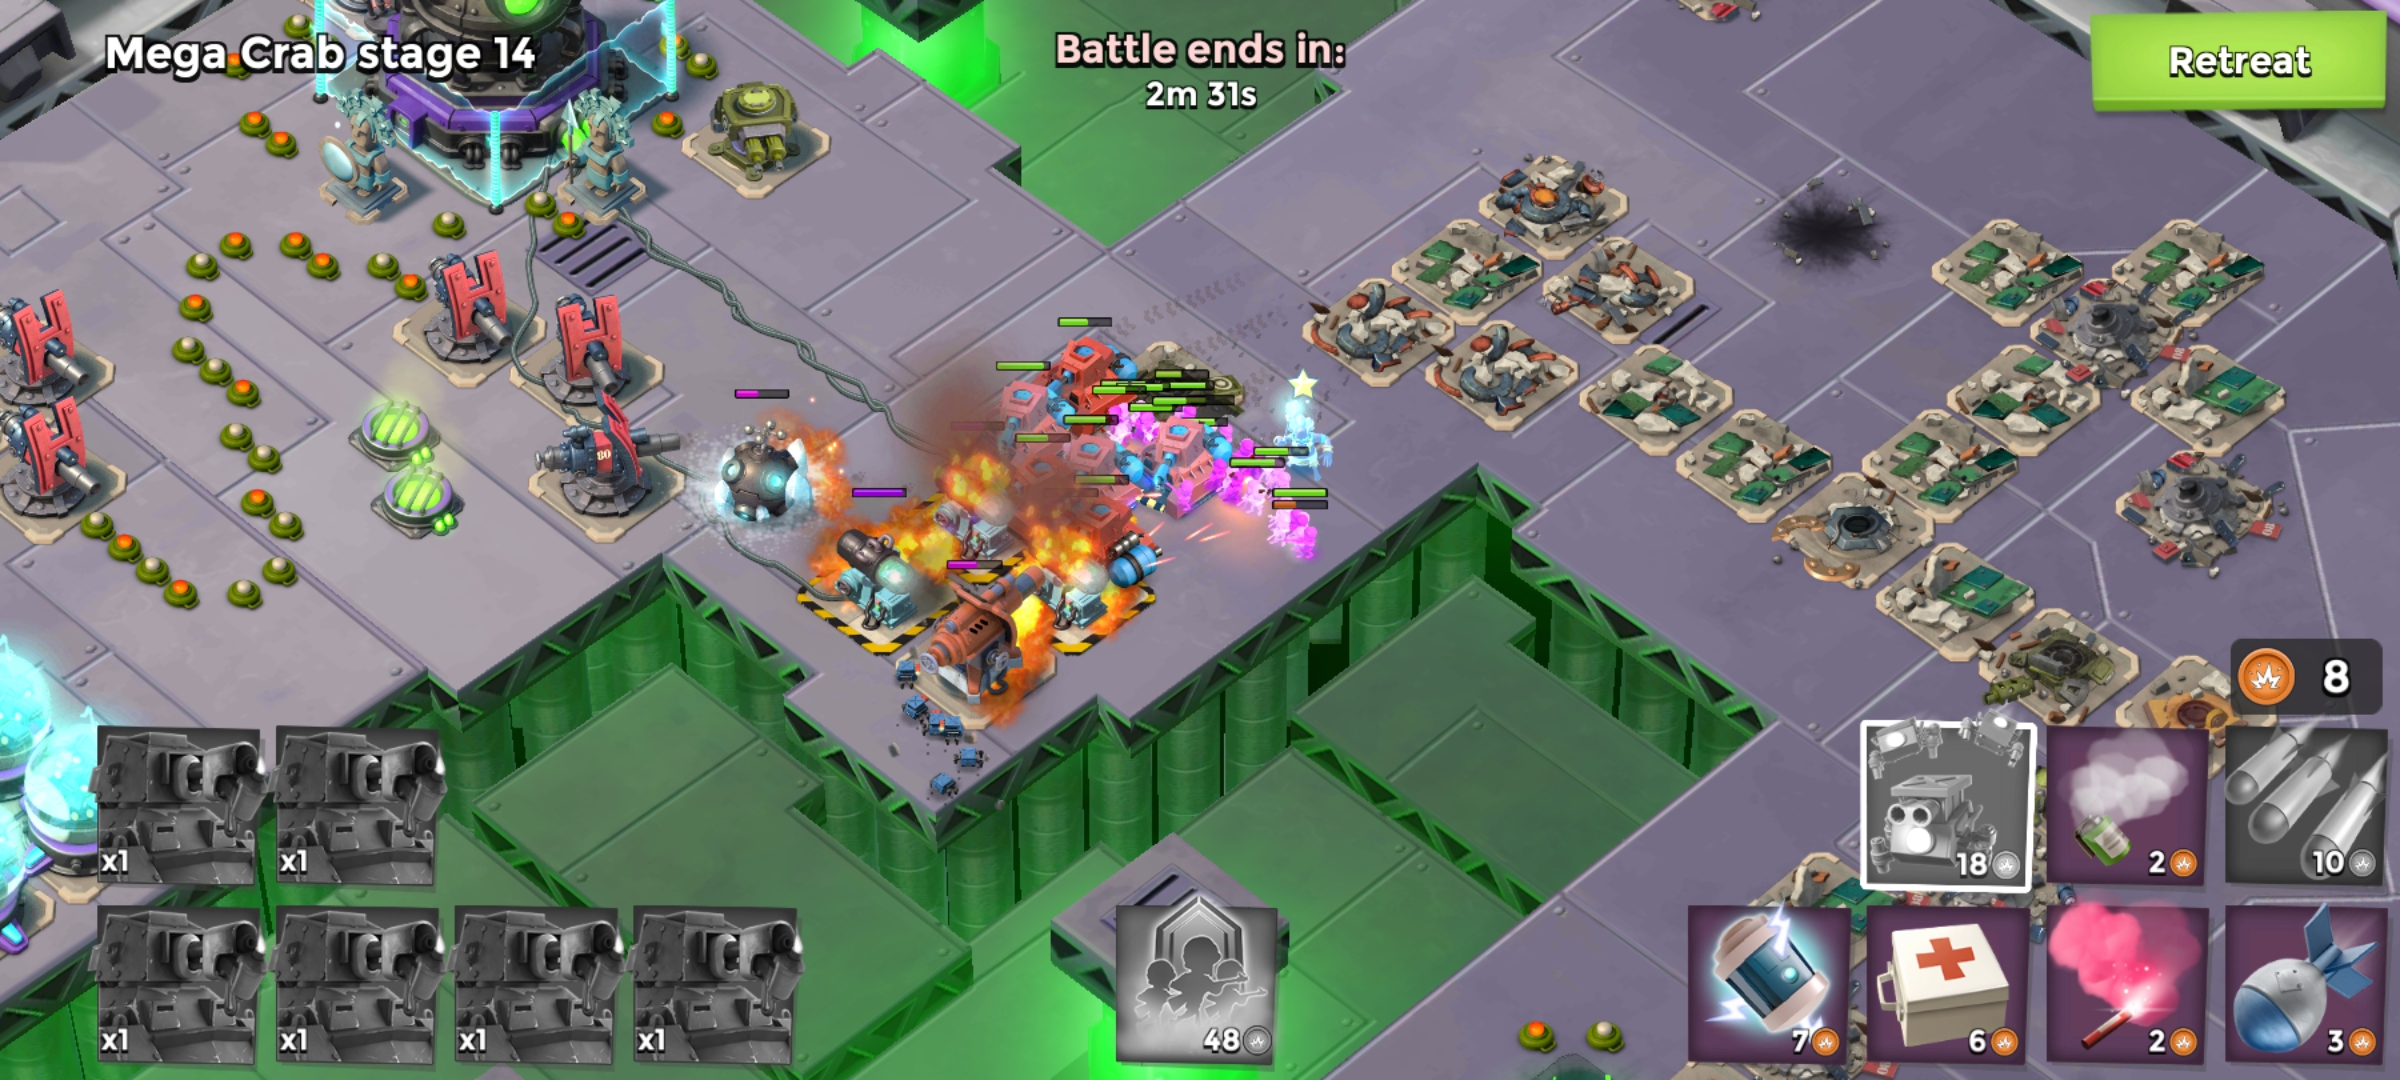 Mega Crab stage 14
Battle ends in:
2m 31s
Retreat
80
8
x1
x1
18
2
10
x1
x1
x1
x1
48
7
6
2
3